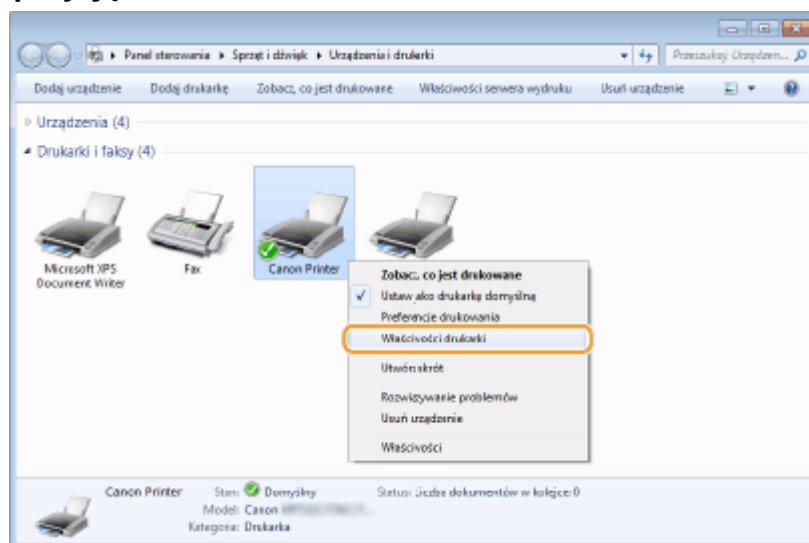 Panel sterowania ▸ Sprzęt i dźwięk ▸ Urządzenia i drukarki
Przeszukaj: Urządzen...
Dodaj urządzenie Dodaj drukarkę Zobacz, co jest drukowane Właściwości serwera wydruku Usuń urządzenie
Urządzenia (4)
Drukarki i faksy (4)
Microsoft XPS
Document Writer
Fax
Canon Printer
Zobacz, co jest drukowane
Ustaw jako drukarkę domyślną
Preferencje drukowania
Właściwości drukarki
Utwórz skrót
Rozwiązywanie problemów
Usuń urządzenie
Właściwości
Canon Printer Stan: Domyślny Status: Liczba dokumentów w kolejce: 0
Model: Canon
Kategoria: Drukarka